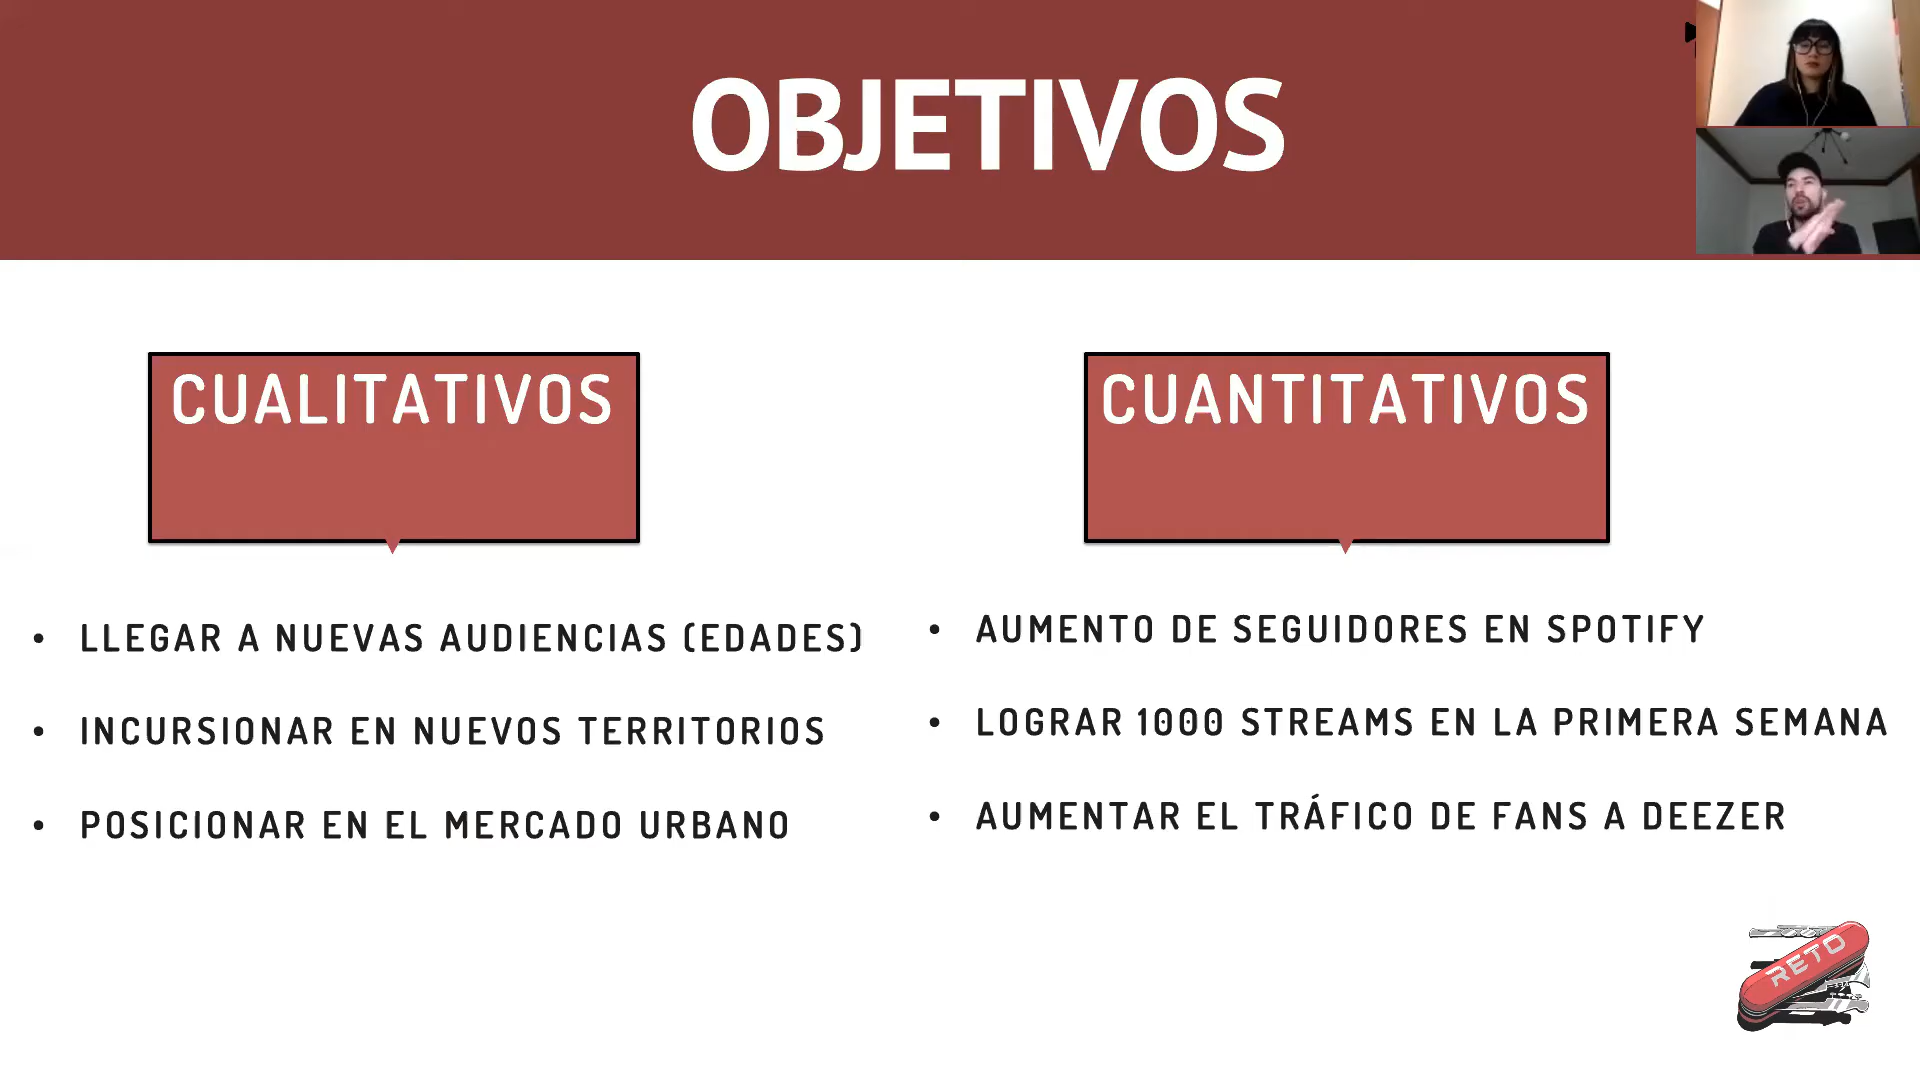 OBJETIVOS
CUALITATIVOS
• LLEGAR A NUEVAS AUDIENCIAS (EDADES)
• INCURSIONAR EN NUEVOS TERRITORIOS
• POSICIONAR EN EL MERCADO URBANO
CUANTITATIVOS
• AUMENTO DE SEGUIDORES EN SPOTIFY
• LOGRAR 1000 STREAMS EN LA PRIMERA SEMANA
• AUMENTAR EL TRÁFICO DE FANS A DEEZER
RETO